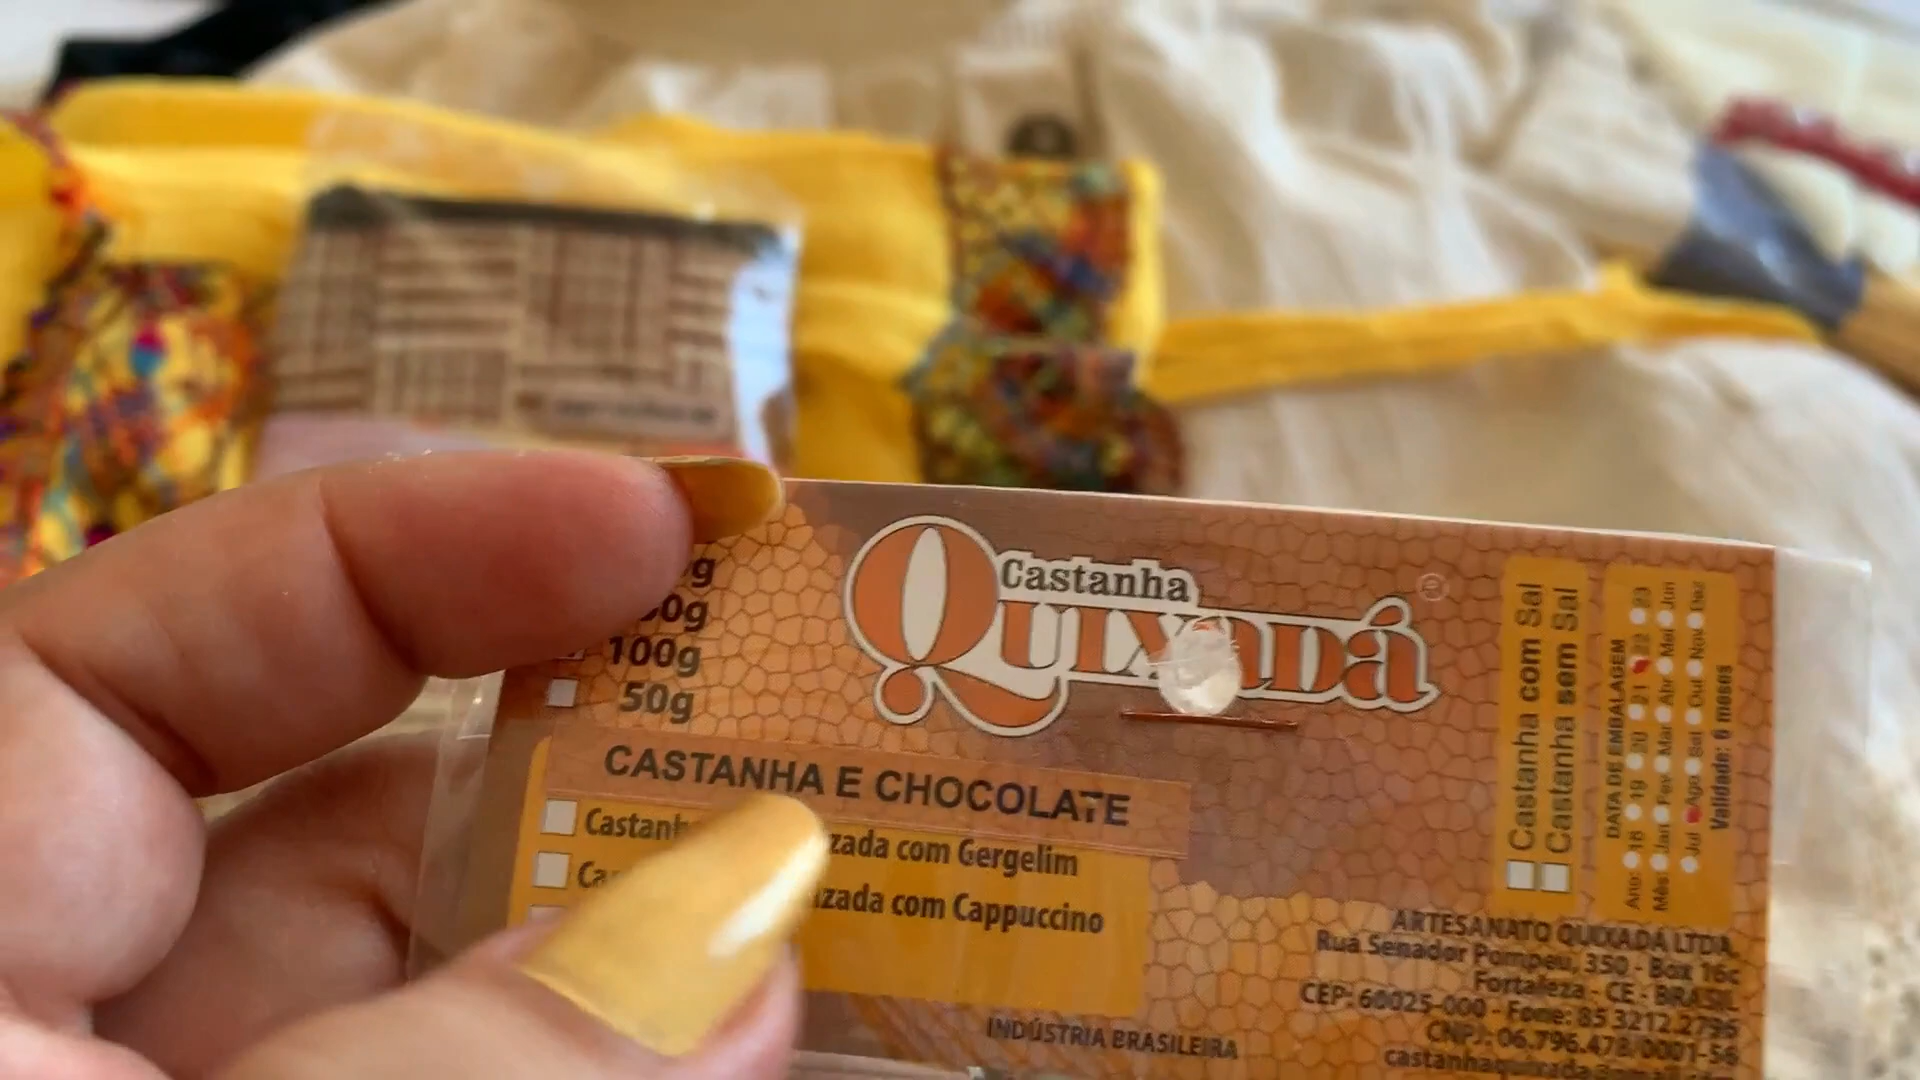 100g
50g
Castanha
QUIXADÁ
®
CASTANHA E CHOCOLATE
zada com Gergelim
zada com Cappuccino
INDÚSTRIA BRASILEIRA
Castanha com Sal
Castanha sem Sal
DATA DE EMBALAGEM
Ano: 18 19 20 21 22 23
Mês: Jan Fev Mar Abr Mai Jun
Jul Ago Set Out Nov Dez
Validade: 6 meses
ARTESANATO QUIXADÁ LTDA.
Rua Senador Pompeu, 350 - Box 16c
Fortaleza - CE - BRASIL
CEP: 60025-000 - Fone: 85 3212.2796
CNPJ: 06.796.478/0001-56